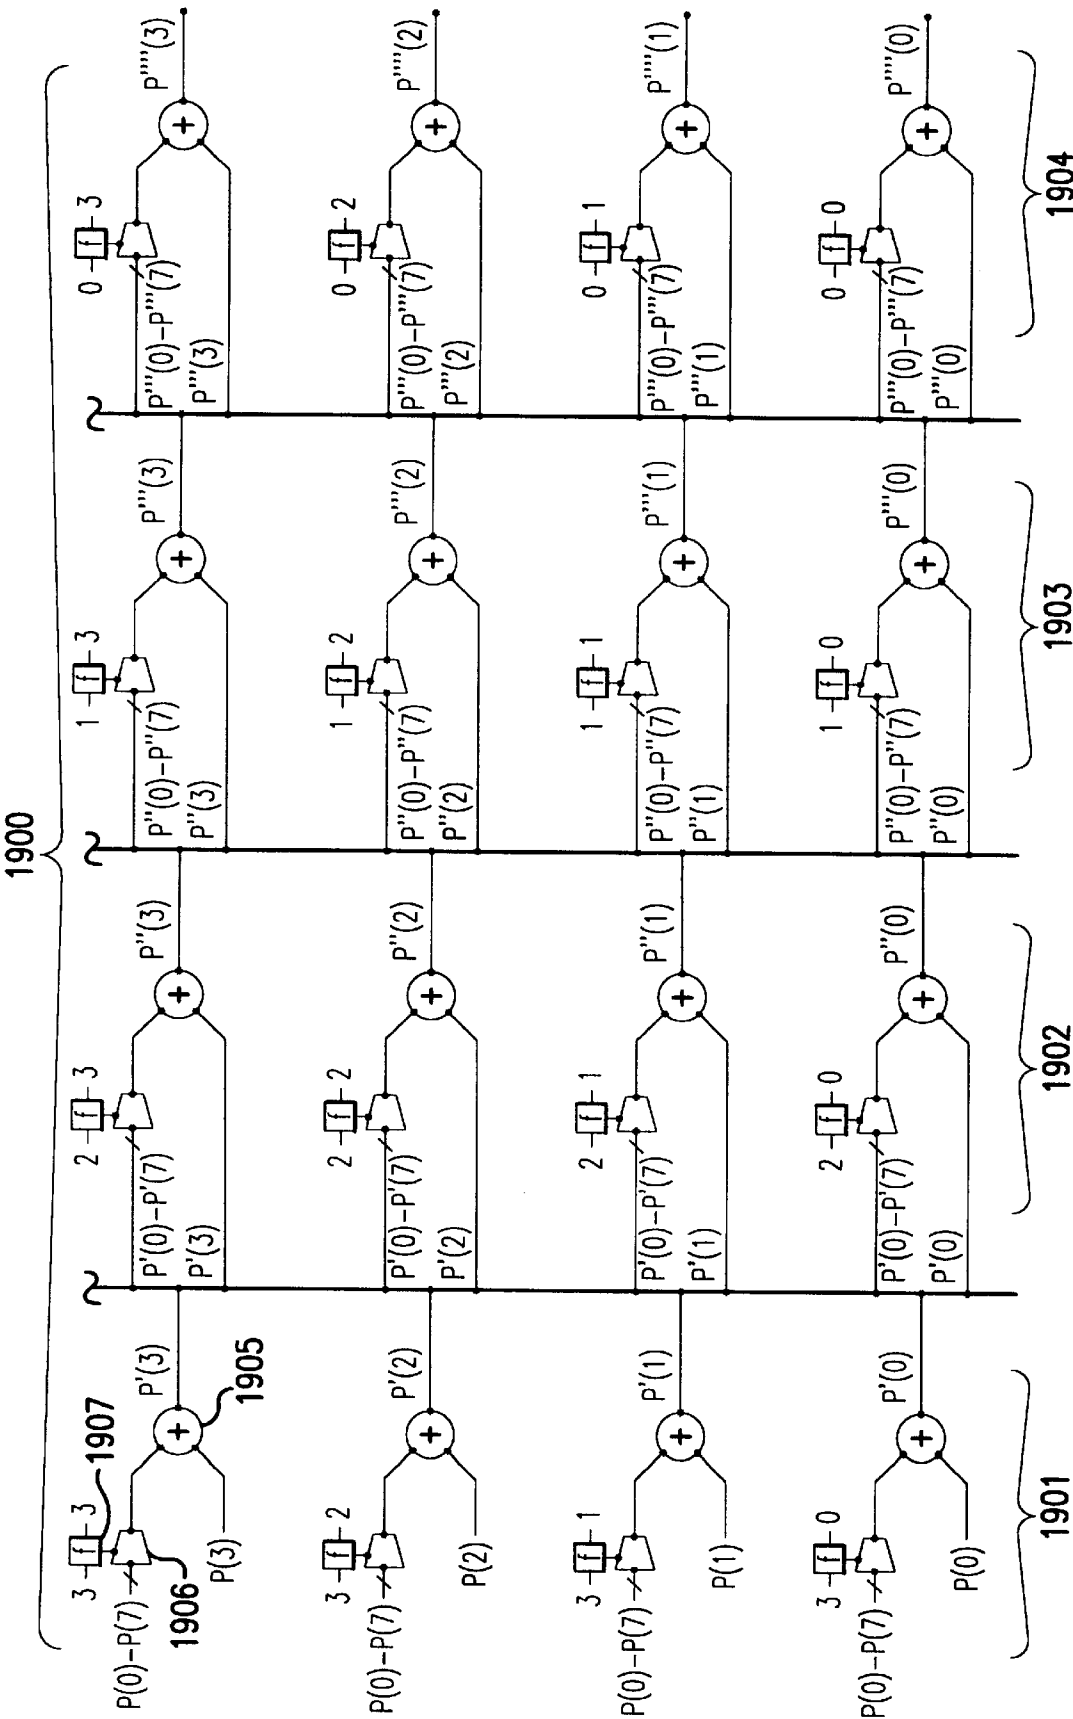 1900
3 f 3
1907
P(0)–P(7)
1906
P(3)
P'(3)
1905
2 f 3
P'(0)–P'(7)
P'(3)
P''(3)
1 f 3
P''(0)–P''(7)
P''(3)
P'''(3)
0 f 3
P'''(0)–P'''(7)
P'''(3)
P''''(3)
3 f 2
P(0)–P(7)
P(2)
P'(2)
2 f 2
P'(0)–P'(7)
P'(2)
P''(2)
1 f 2
P''(0)–P''(7)
P''(2)
P'''(2)
0 f 2
P'''(0)–P'''(7)
P'''(2)
P''''(2)
3 f 1
P(0)–P(7)
P(1)
P'(1)
2 f 1
P'(0)–P'(7)
P'(1)
P''(1)
1 f 1
P''(0)–P''(7)
P''(1)
P'''(1)
0 f 1
P'''(0)–P'''(7)
P'''(1)
P''''(1)
3 f 0
P(0)–P(7)
P(0)
P'(0)
2 f 0
P'(0)–P'(7)
P'(0)
P''(0)
1 f 0
P''(0)–P''(7)
P''(0)
P'''(0)
0 f 0
P'''(0)–P'''(7)
P'''(0)
P''''(0)
1901
1902
1903
1904